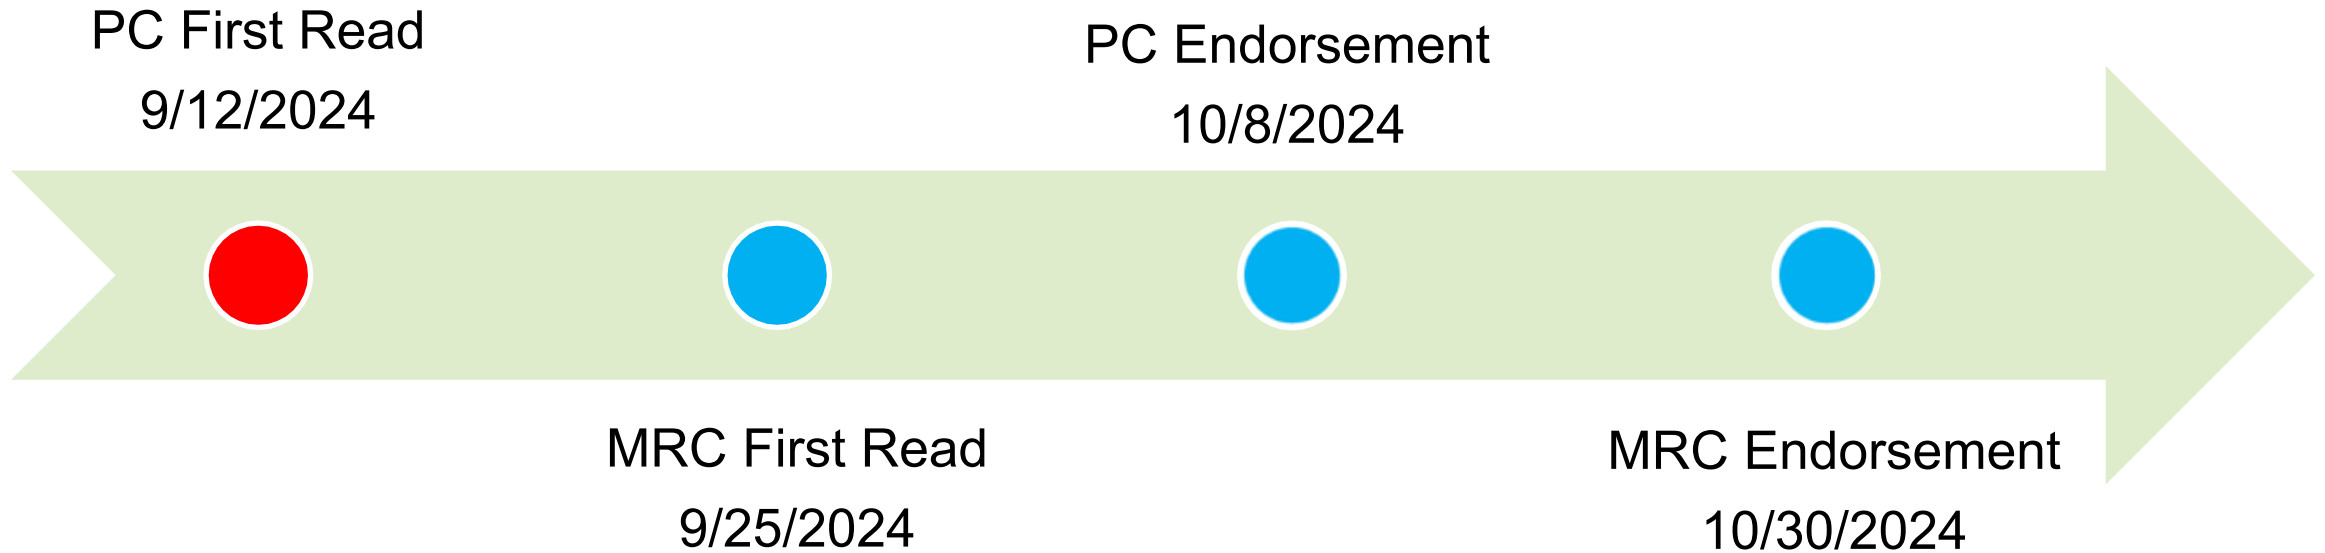 PC First Read
9/12/2024
MRC First Read
9/25/2024
PC Endorsement
10/8/2024
MRC Endorsement
10/30/2024